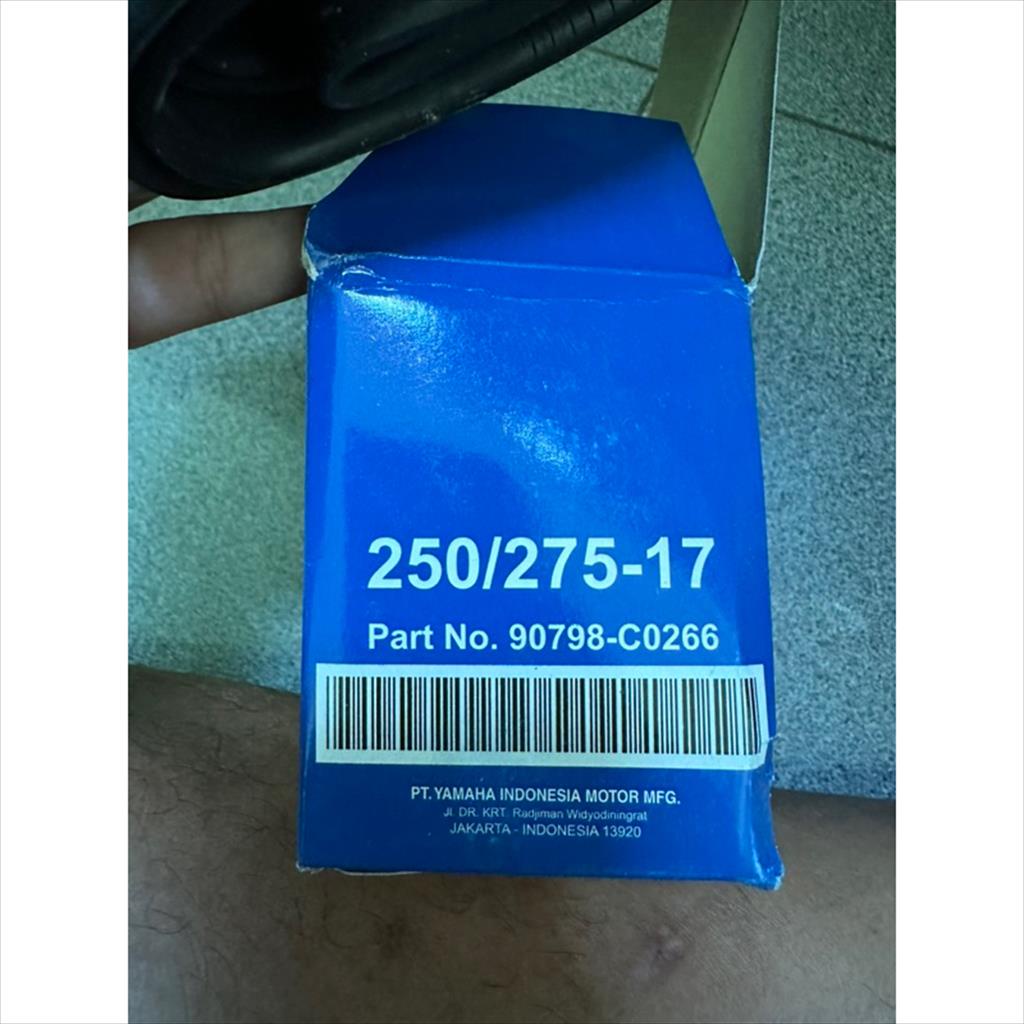 250/275-17
Part No. 90798-C0266
PT. YAMAHA INDONESIA MOTOR MFG.
Jl. DR. KRT. Radjiman Widyodiningrat
JAKARTA - INDONESIA 13920